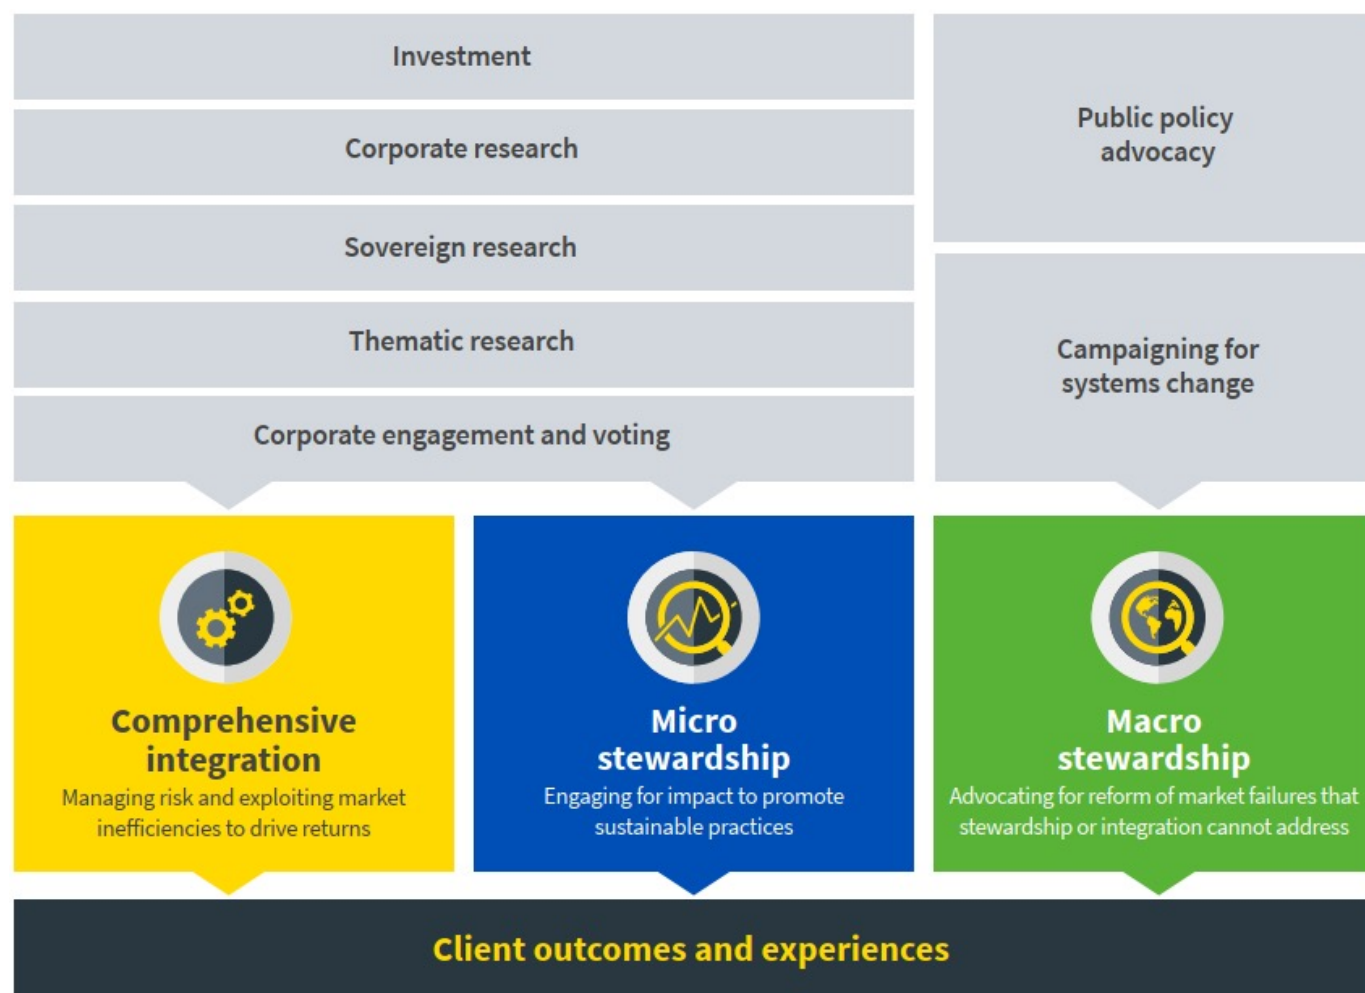 Investment
Corporate research
Sovereign research
Thematic research
Corporate engagement and voting
Public policy
advocacy
Campaigning for
systems change
Comprehensive
integration
Managing risk and exploiting market
inefficiencies to drive returns
Micro
stewardship
Engaging for impact to promote
sustainable practices
Macro
stewardship
Advocating for reform of market failures that
stewardship or integration cannot address
Client outcomes and experiences